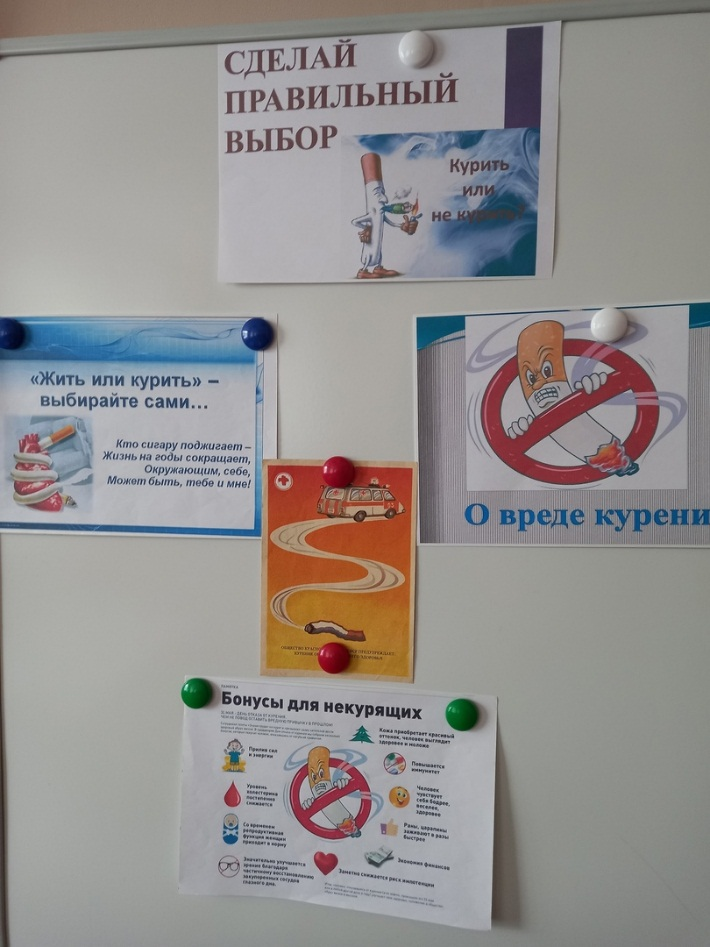 СДЕЛАЙ
ПРАВИЛЬНЫЙ
ВЫБОР
Курить
или
не курить?
«Жить или курить» –
выбирайте сами...
Кто сигару поджигает –
Жизнь на годы сокращает,
Окружающим, себе,
Может быть, тебе и мне!
О вреде курени
Бонусы для некурящих
Прилив сил
и энергии
Уровень
холестерина
постепенно
снижается
Со временем
репродуктивная
функция женщин
приходит в норму
Значительно улучшается
зрение благодаря
частичному восстановлению
закупоренных сосудов
глазного дна.
Кожа приобретает красивый
оттенок, человек выглядит
здоровее и моложе
Повышается
иммунитет
Человек
чувствует
себя бодрее,
веселее,
здоровее
Раны, царапины
заживают в разы
быстрее
Экономия финансов
Заметно снижается риск